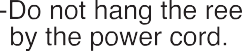 -Do not hang the ree
by the power cord.